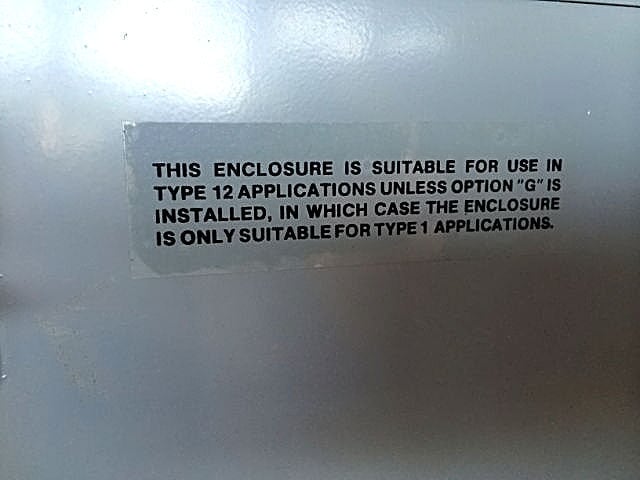 THIS ENCLOSURE IS SUITABLE FOR USE IN
TYPE 12 APPLICATIONS UNLESS OPTION "G" IS
INSTALLED, IN WHICH CASE THE ENCLOSURE
IS ONLY SUITABLE FOR TYPE 1 APPLICATIONS.